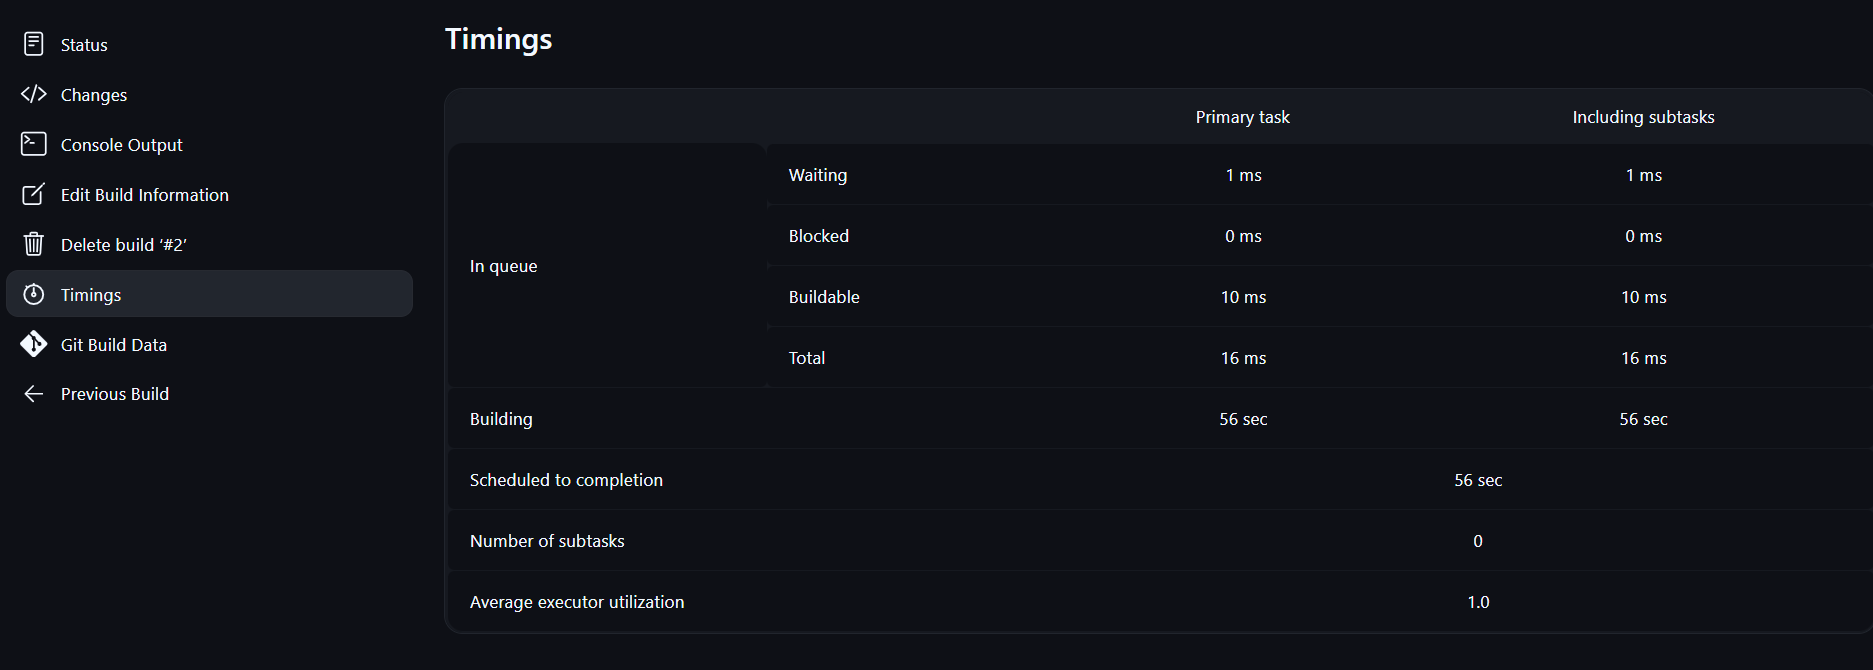 Status
Changes
Console Output
Edit Build Information
Delete build ‘#2’
Timings
Git Build Data
Previous Build
Timings
Primary task Including subtasks
In queue
Waiting 1 ms 1 ms
Blocked 0 ms 0 ms
Buildable 10 ms 10 ms
Total 16 ms 16 ms
Building 56 sec 56 sec
Scheduled to completion 56 sec
Number of subtasks 0
Average executor utilization 1.0